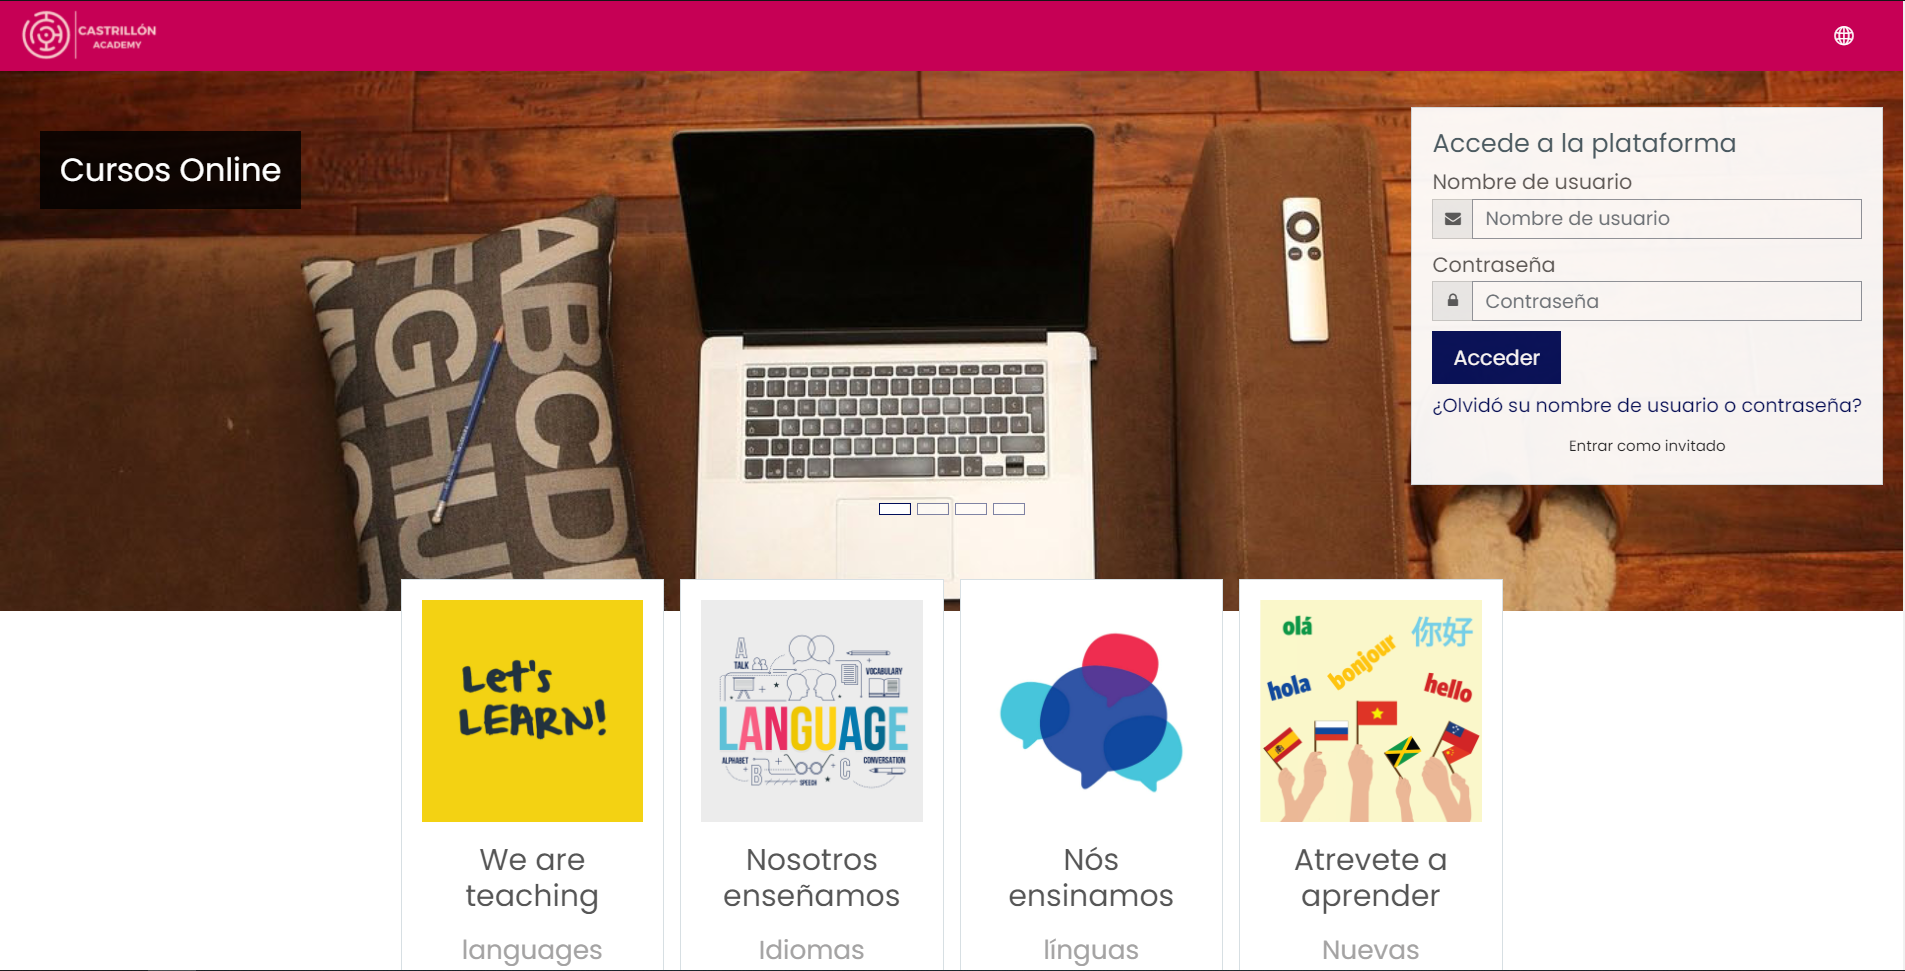 CASTRILLÓN
ACADEMY
Cursos Online
Accede a la plataforma
Nombre de usuario
Nombre de usuario
Contraseña
Contraseña
Acceder
¿Olvidó su nombre de usuario o contraseña?
Entrar como invitado
ABCD
FGHIJ
Let's
LEARN!
A
TALK
VOCABULARY
LANGUAGE
ALPHABET
B
SPEECH
C
CONVERSATION
olá
你好
bonjour
hola
hello
We are
teaching
languages
Nosotros
enseñamos
Idiomas
Nós
ensinamos
línguas
Atrevete a
aprender
Nuevas